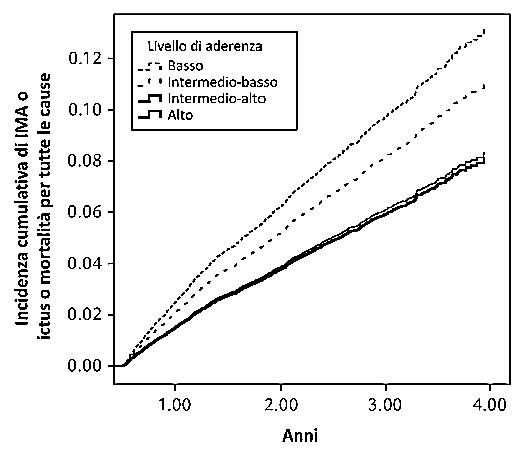 Incidenza cumulativa di IMA o
ictus o mortalità per tutte le cause
0.12
0.10
0.08
0.06
0.04
0.02
0.00
Livello di aderenza
Basso
Intermedio-basso
Intermedio-alto
Alto
1.00 2.00 3.00 4.00
Anni